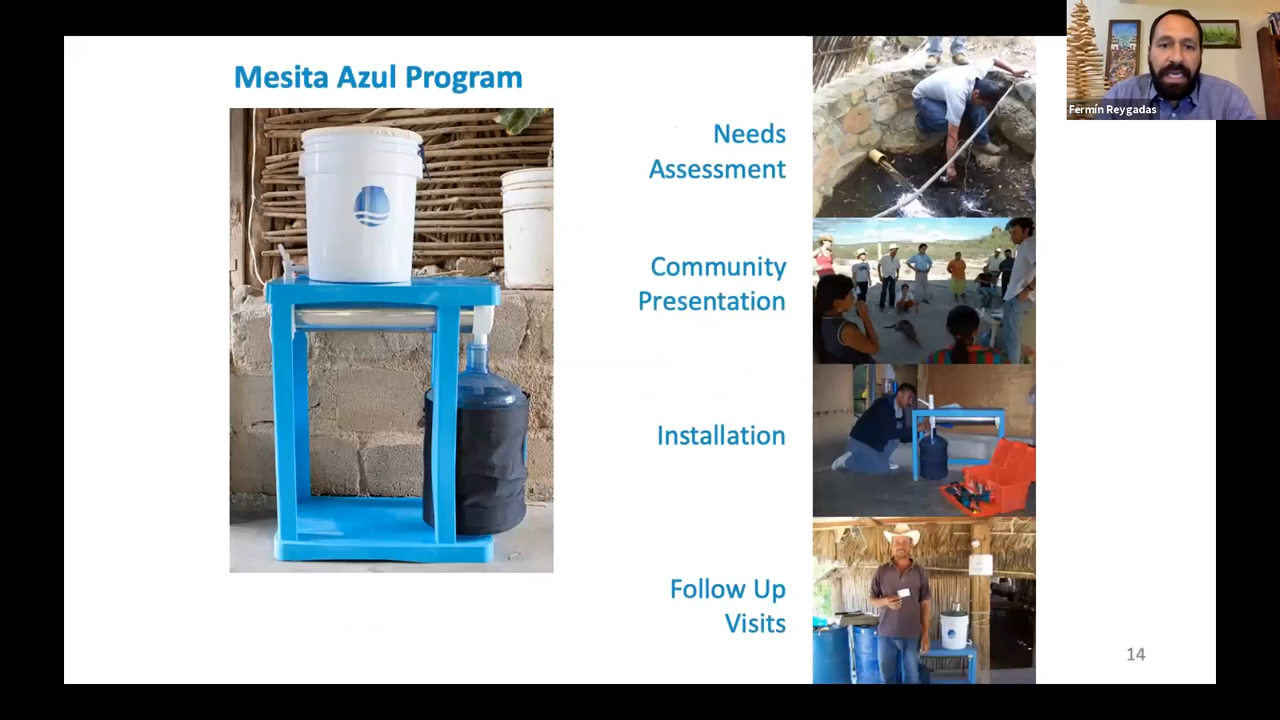 Mesita Azul Program
Needs
Assessment
Community
Presentation
Installation
Follow Up
Visits
14
Fermín Reygadas